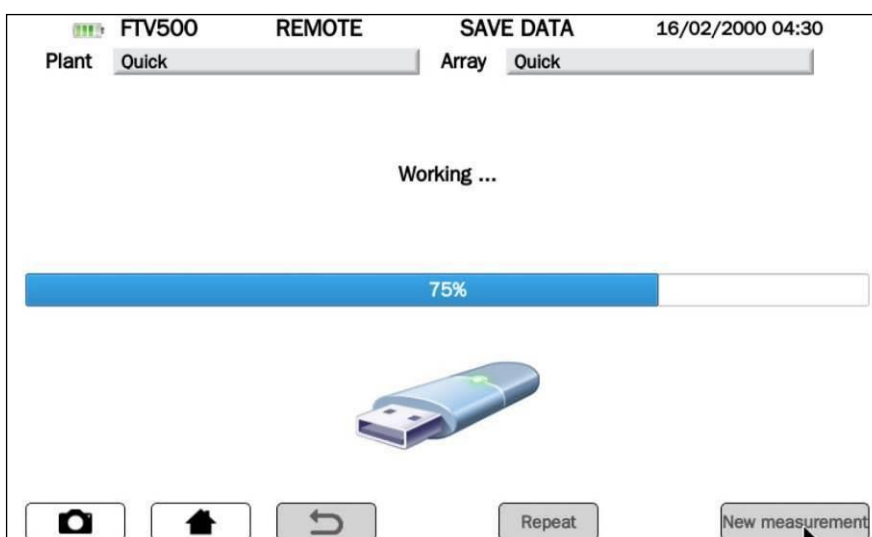 FTV500 REMOTE SAVE DATA 16/02/2000 04:30
Plant Quick Array Quick
Working ...
75%
Repeat New measurement